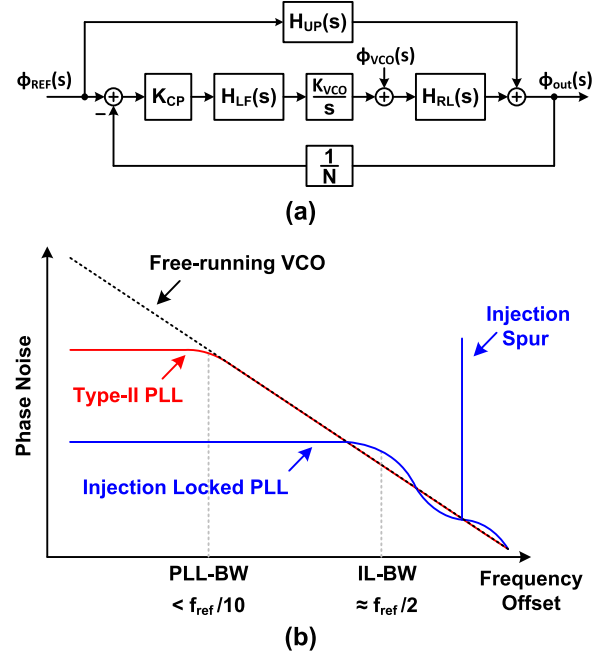 H_UP(s)
ϕ_REF(s)
ϕ_VCO(s)
ϕ_out(s)
+
−
K_CP
H_LF(s)
K_VCO
s
+
H_RL(s)
+
1
N
(a)
Phase Noise
Free-running VCO
Injection
Spur
Type-II PLL
Injection Locked PLL
PLL-BW
< f_ref /10
IL-BW
≈ f_ref /2
Frequency
Offset
(b)